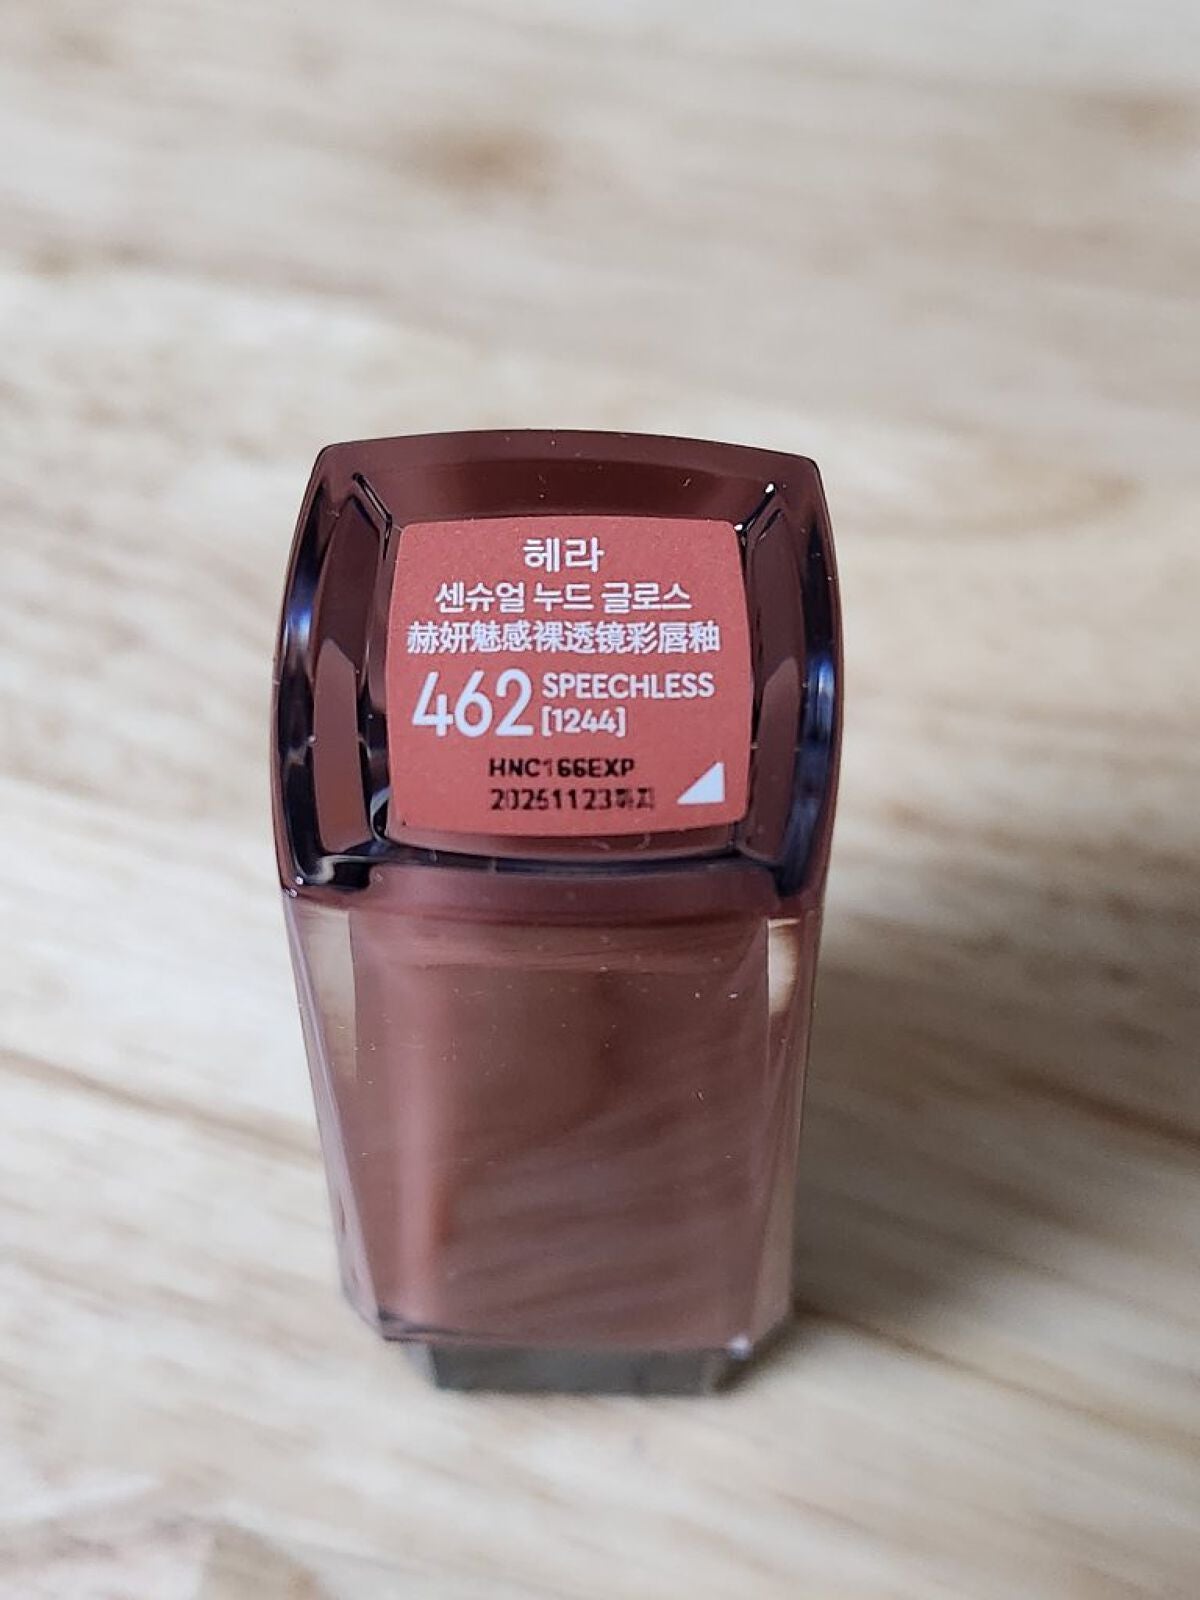 헤라
센슈얼 누드 글로스
赫妍魅感裸透镜彩唇釉
462 SPEECHLESS
[1244]
HNC166EXP
20251123까지